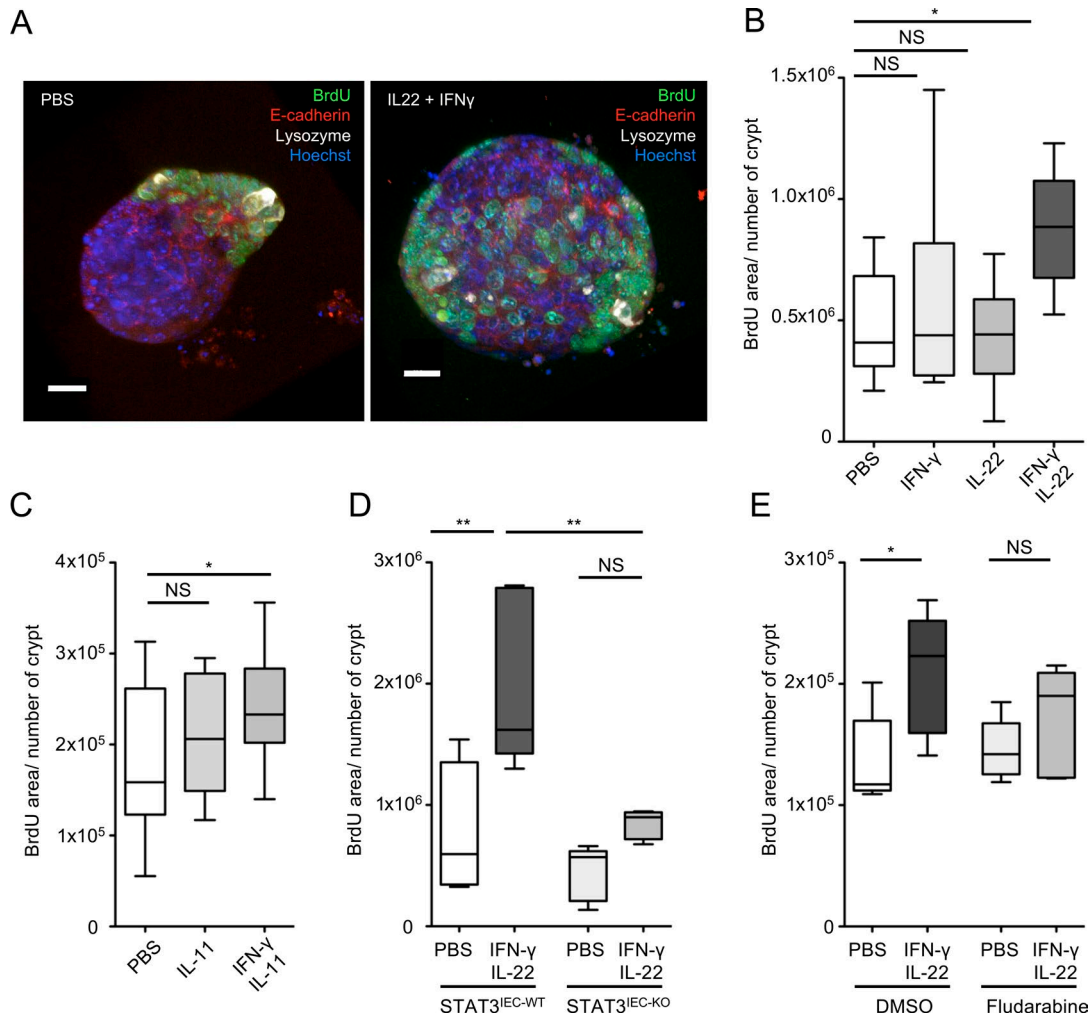 A
PBS
BrdU
E-cadherin
Lysozyme
Hoechst
IL22 + IFNγ
BrdU
E-cadherin
Lysozyme
Hoechst
B
*
NS
NS
BrdU area/ number of crypt
1.5x10⁶
1.0x10⁶
0.5x10⁶
0
PBS
IFN-γ
IL-22
IFN-γ
IL-22
C
*
NS
BrdU area/ number of crypt
4x10⁵
3x10⁵
2x10⁵
1x10⁵
0
PBS
IL-11
IFN-γ
IL-11
D
** **
NS
BrdU area/ number of crypt
3x10⁶
2x10⁶
1x10⁶
0
PBS IFN-γ PBS IFN-γ
IL-22 IL-22
STAT3ᴵᴱᶜ⁻ᵂᵀ STAT3ᴵᴱᶜ⁻ᴷᴼ
E
* NS
BrdU area/ number of crypt
3x10⁵
2x10⁵
1x10⁵
0
PBS IFN-γ PBS IFN-γ
IL-22 IL-22
DMSO Fludarabine